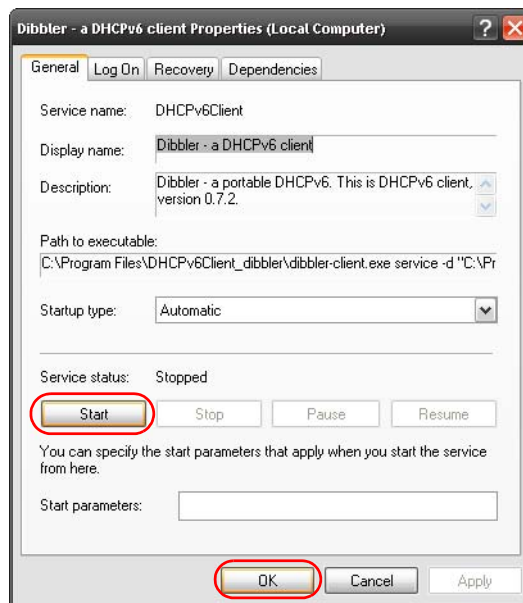 Dibbler - a DHCPv6 client Properties (Local Computer)
General Log On Recovery Dependencies
Service name: DHCPv6Client
Display name: Dibbler - a DHCPv6 client
Description: Dibbler - a portable DHCPv6. This is DHCPv6 client,
version 0.7.2.
Path to executable:
C:\Program Files\DHCPv6Client_dibbler\dibbler-client.exe service -d "C:\Pr
Startup type: Automatic
Service status: Stopped
Start Stop Pause Resume
You can specify the start parameters that apply when you start the service
from here.
Start parameters:
OK Cancel Apply